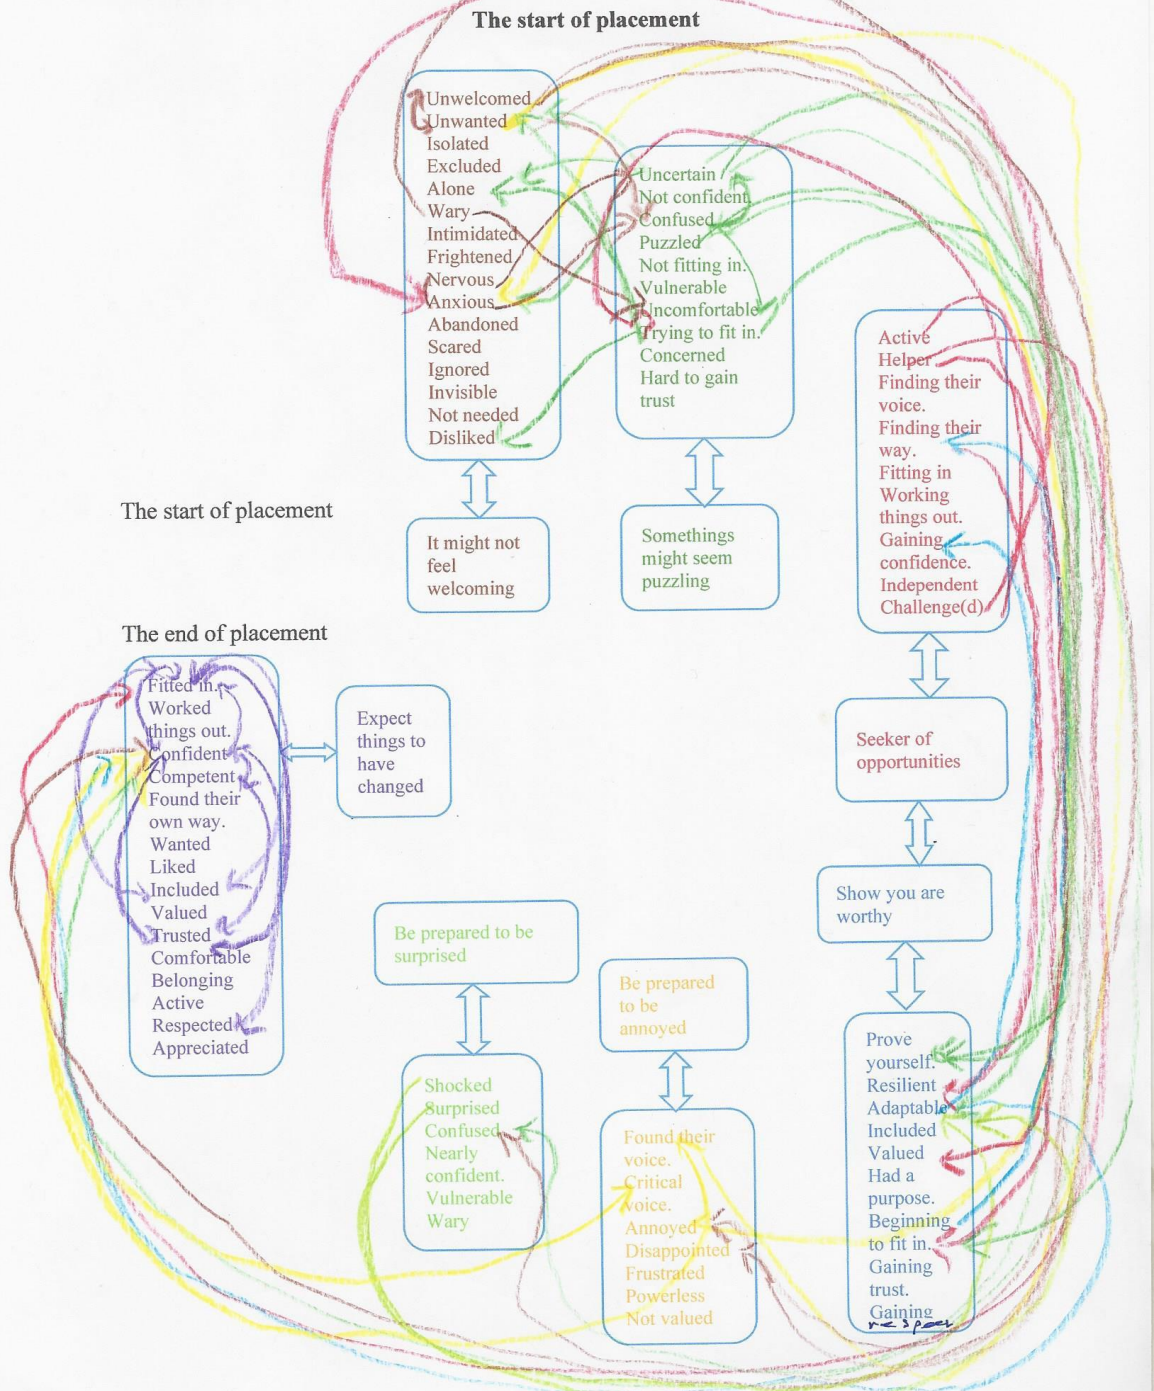 The start of placement
Unwelcomed
Unwanted
Isolated
Excluded
Alone
Wary
Intimidated
Frightened
Nervous
Anxious
Abandoned
Scared
Ignored
Invisible
Not needed
Disliked
It might not
feel
welcoming
Uncertain
Not confident.
Confused
Puzzled
Not fitting in.
Vulnerable
Uncomfortable
Trying to fit in.
Concerned
Hard to gain
trust
Somethings
might seem
puzzling
Active
Helper
Finding their
voice.
Finding their
way.
Fitting in
Working
things out.
Gaining
confidence.
Independent
Challenge(d)
Seeker of
opportunities
Show you are
worthy
Prove
yourself.
Resilient
Adaptable
Included
Valued
Had a
purpose.
Beginning
to fit in.
Gaining
trust.
Gaining
respect
The start of placement
The end of placement
Fitted in.
Worked
things out.
Confident
Competent
Found their
own way.
Wanted
Liked
Included
Valued
Trusted
Comfortable
Belonging
Active
Respected
Appreciated
Expect
things to
have
changed
Be prepared to be
surprised
Shocked
Surprised
Confused
Nearly
confident.
Vulnerable
Wary
Be prepared
to be
annoyed
Found their
voice.
Critical
voice.
Annoyed
Disappointed
Frustrated
Powerless
Not valued